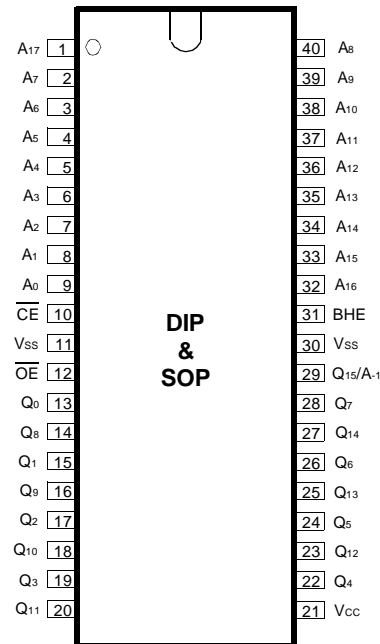 A17 1 40 A8
A7 2 39 A9
A6 3 38 A10
A5 4 37 A11
A4 5 36 A12
A3 6 35 A13
A2 7 34 A14
A1 8 33 A15
A0 9 32 A16
CE 10 31 BHE
VSS 11 30 VSS
OE 12 29 Q15/A-1
Q0 13 28 Q7
Q8 14 27 Q14
Q1 15 26 Q6
Q9 16 25 Q13
Q2 17 24 Q5
Q10 18 23 Q12
Q3 19 22 Q4
Q11 20 21 VCC
DIP
&
SOP